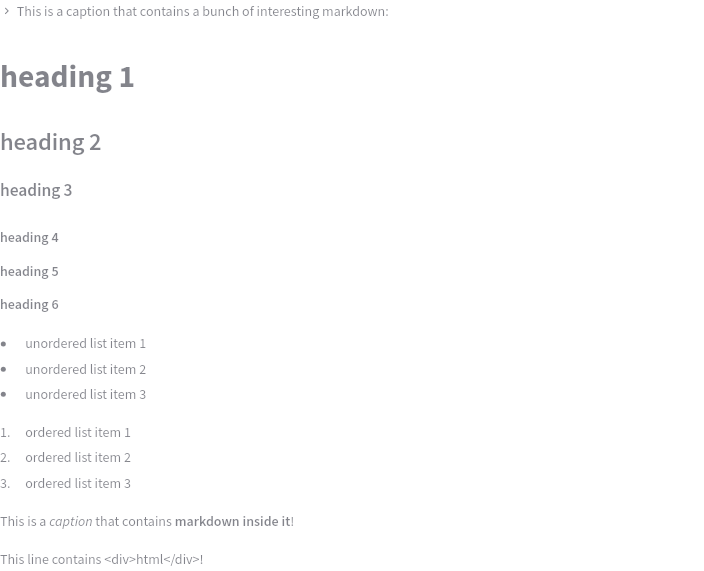 This is a caption that contains a bunch of interesting markdown:
heading 1
heading 2
heading 3
heading 4
heading 5
heading 6
• unordered list item 1
• unordered list item 2
• unordered list item 3
1. ordered list item 1
2. ordered list item 2
3. ordered list item 3
This is a caption that contains markdown inside it!
This line contains <div>html</div>!